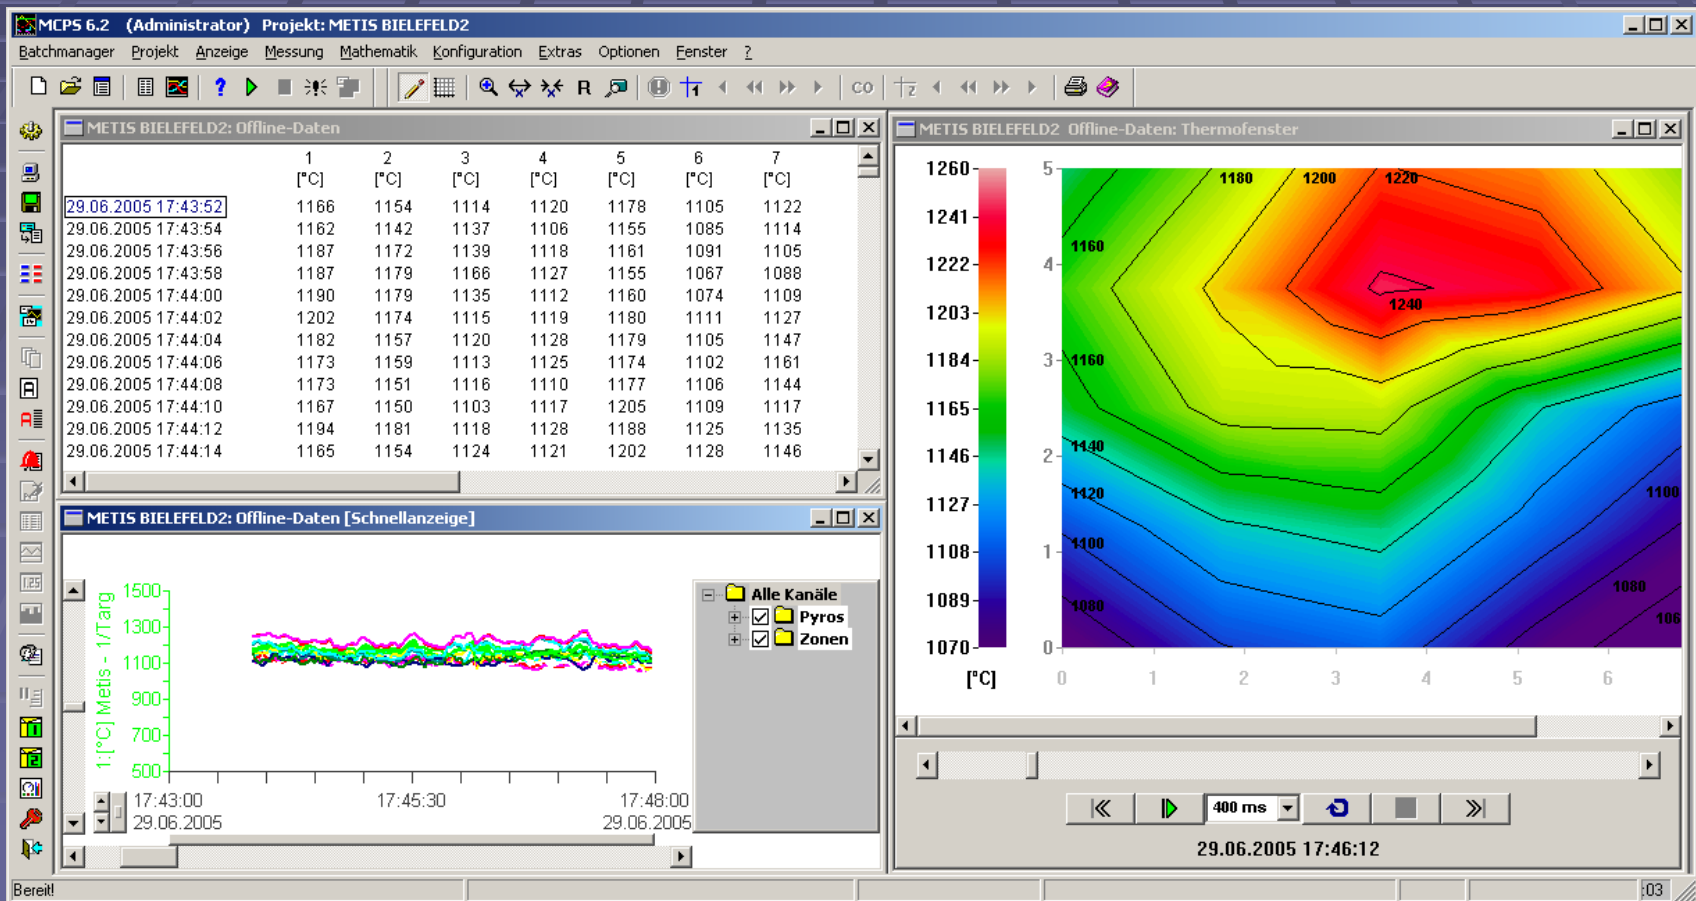 MCPS 6.2 (Administrator) Projekt: METIS BIELEFELD2
Batchmanager Projekt Anzeige Messung Mathematik Konfiguration Extras Optionen Fenster ?
R 1 CO 2
METIS BIELEFELD2: Offline-Daten
1 2 3 4 5 6 7
[°C] [°C] [°C] [°C] [°C] [°C] [°C]
29.06.2005 17:43:52 1166 1154 1114 1120 1178 1105 1122
29.06.2005 17:43:54 1162 1142 1137 1106 1155 1085 1114
29.06.2005 17:43:56 1187 1172 1139 1118 1161 1091 1105
29.06.2005 17:43:58 1187 1179 1166 1127 1155 1067 1088
29.06.2005 17:44:00 1190 1179 1135 1112 1160 1074 1109
29.06.2005 17:44:02 1202 1174 1115 1119 1180 1111 1127
29.06.2005 17:44:04 1182 1157 1120 1128 1179 1105 1147
29.06.2005 17:44:06 1173 1159 1113 1125 1174 1102 1161
29.06.2005 17:44:08 1173 1151 1116 1110 1177 1106 1144
29.06.2005 17:44:10 1167 1150 1103 1117 1205 1109 1117
29.06.2005 17:44:12 1194 1181 1118 1128 1188 1125 1135
29.06.2005 17:44:14 1165 1154 1124 1121 1202 1128 1146
METIS BIELEFELD2: Offline-Daten [Schnellanzeige]
1:[°C] Metis - 1/Targ
1500
1300
1100
900
700
500
17:43:00 17:45:30 17:48:00
29.06.2005 29.06.2005
Alle Kanäle
Pyros
Zonen
METIS BIELEFELD2 Offline-Daten: Thermofenster
1260
1241
1222
1203
1184
1165
1146
1127
1108
1089
1070
[°C]
5
4
3
2
1
0
0 1 2 3 4 5 6
1180 1200 1220
1160
1240
1160
1140
1120 1100
1100
1080
1080
106
400 ms
29.06.2005 17:46:12
Bereit!
:03